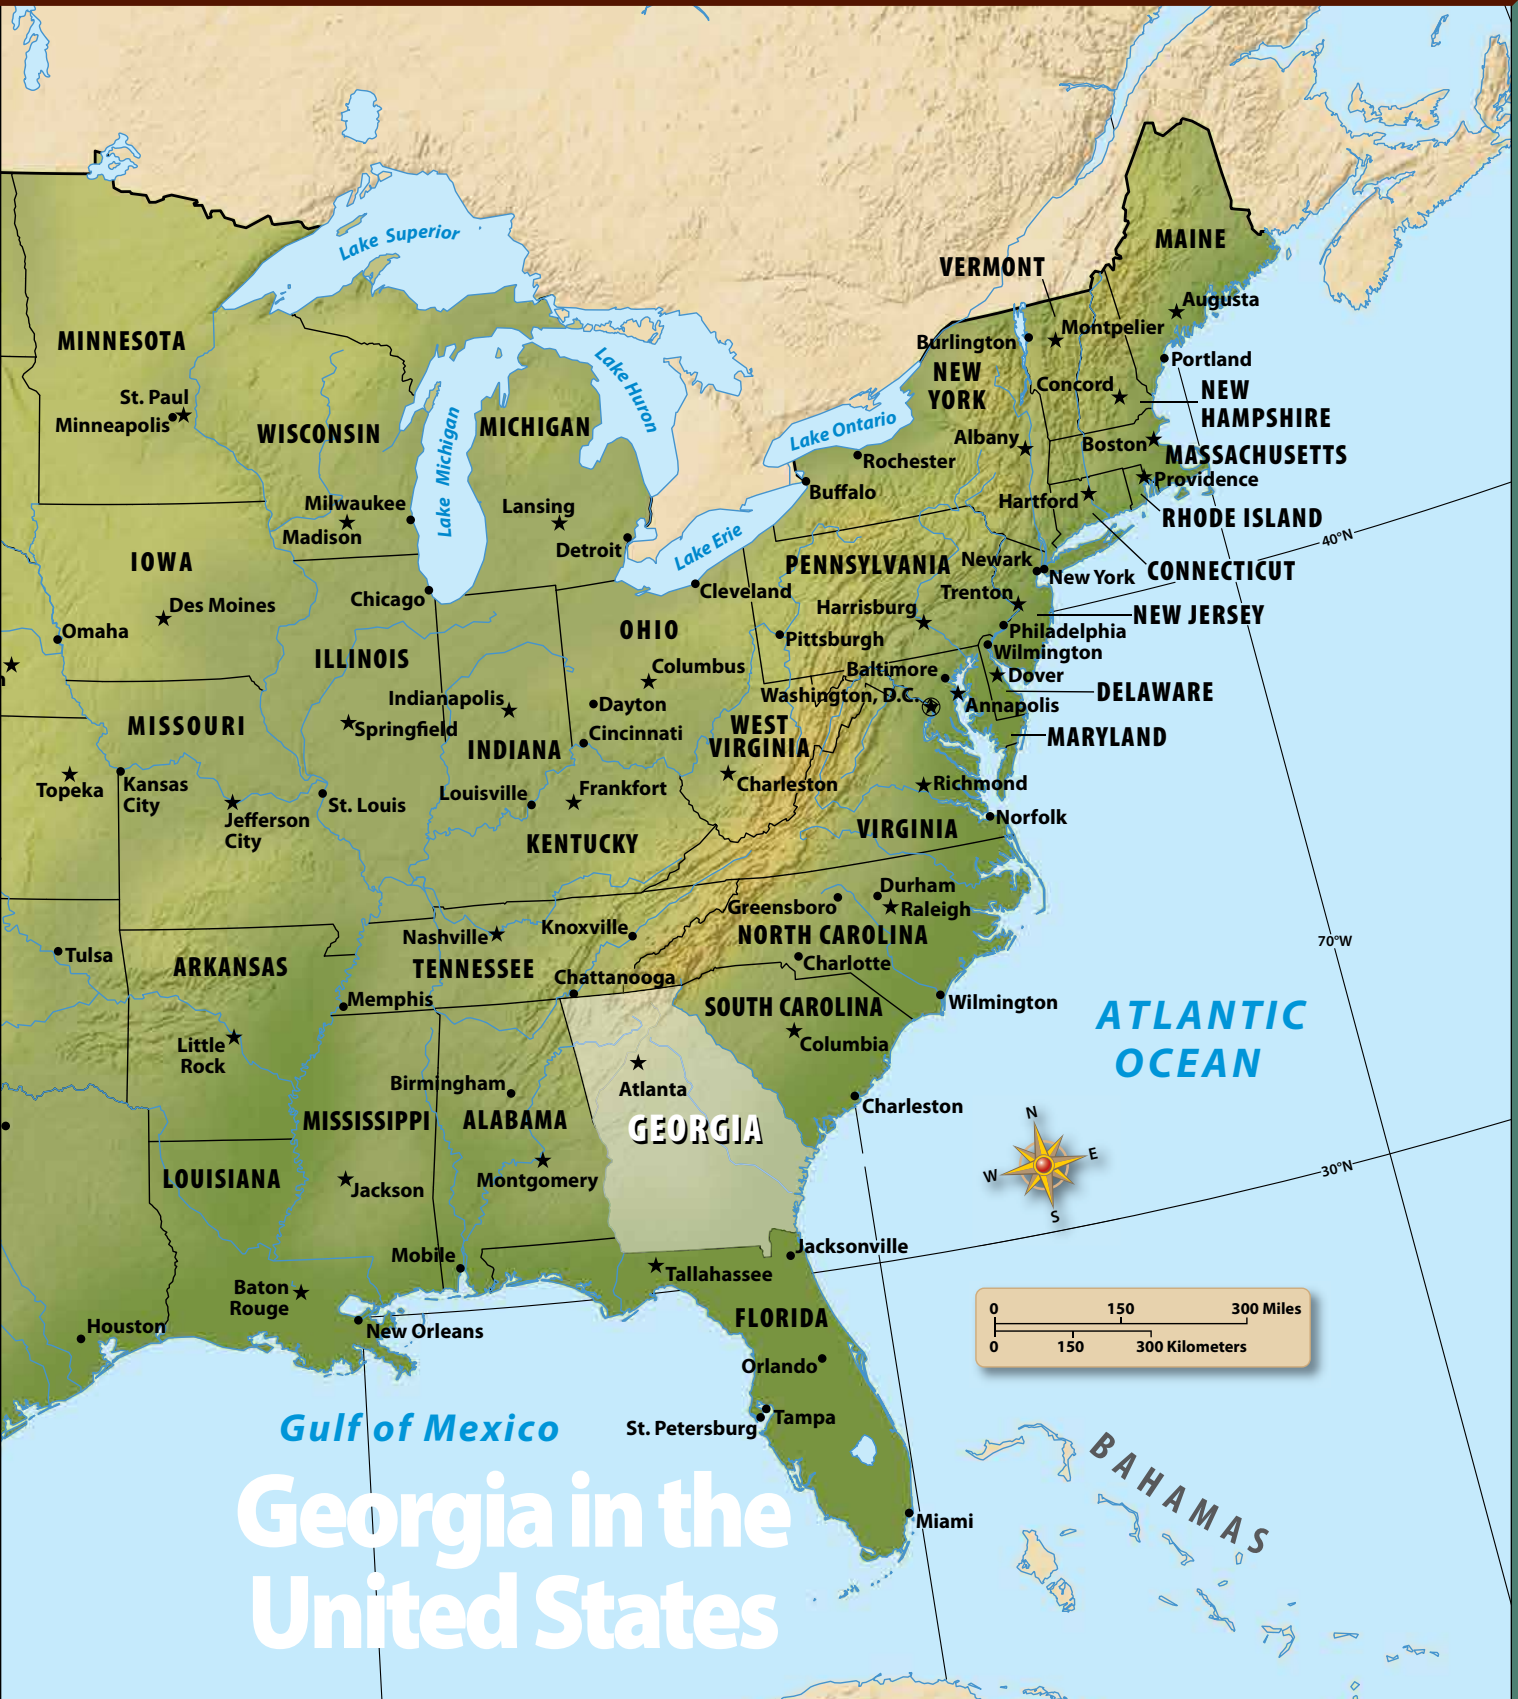 Lake Superior
MAINE
VERMONT
Augusta
MINNESOTA
Montpelier
Burlington
Lake Huron
Portland
NEW
YORK
Concord
NEW
HAMPSHIRE
St. Paul
Minneapolis
WISCONSIN
Lake Michigan
MICHIGAN
Lake Ontario
Albany
Boston
MASSACHUSETTS
Rochester
Providence
Buffalo
Hartford
Milwaukee
Lansing
RHODE ISLAND
Madison
Detroit
Lake Erie
40°N
IOWA
PENNSYLVANIA
Newark
New York
CONNECTICUT
Chicago
Cleveland
Trenton
Des Moines
Harrisburg
NEW JERSEY
Omaha
OHIO
Pittsburgh
Philadelphia
Wilmington
ILLINOIS
Columbus
Baltimore
Dover
n
Indianapolis
Dayton
Washington, D.C.
Annapolis
DELAWARE
MISSOURI
Springfield
Cincinnati
WEST
VIRGINIA
INDIANA
MARYLAND
Topeka
Kansas
City
Charleston
Richmond
Louisville
Frankfort
St. Louis
Jefferson
City
Norfolk
KENTUCKY
VIRGINIA
Durham
Greensboro
Raleigh
Nashville
Knoxville
NORTH CAROLINA
70°W
Tulsa
ARKANSAS
TENNESSEE
Charlotte
Chattanooga
Memphis
SOUTH CAROLINA
Wilmington
ATLANTIC
OCEAN
Little
Rock
Columbia
Birmingham
Atlanta
Charleston
MISSISSIPPI
ALABAMA
GEORGIA
N
W
E
S
LOUISIANA
Jackson
Montgomery
30°N
Mobile
Jacksonville
Baton
Rouge
Tallahassee
Houston
New Orleans
FLORIDA
0 150 300 Miles
0 150 300 Kilometers
Orlando
Gulf of Mexico
St. Petersburg
Tampa
BAHAMAS
Miami
Georgia in the
United States